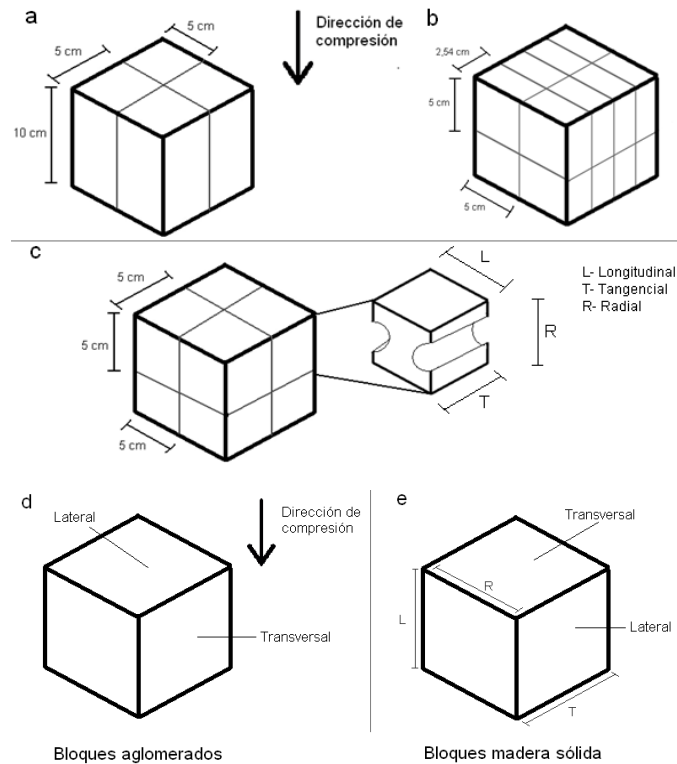 a
5 cm
5 cm
10 cm
Dirección de
compresión
b
2,54 cm
5 cm
5 cm
c
5 cm
5 cm
5 cm
L
R
T
L- Longitudinal
T- Tangencial
R- Radial
d
Lateral
Dirección de
compresión
Transversal
Bloques aglomerados
e
Transversal
R
L
Lateral
T
Bloques madera sólida